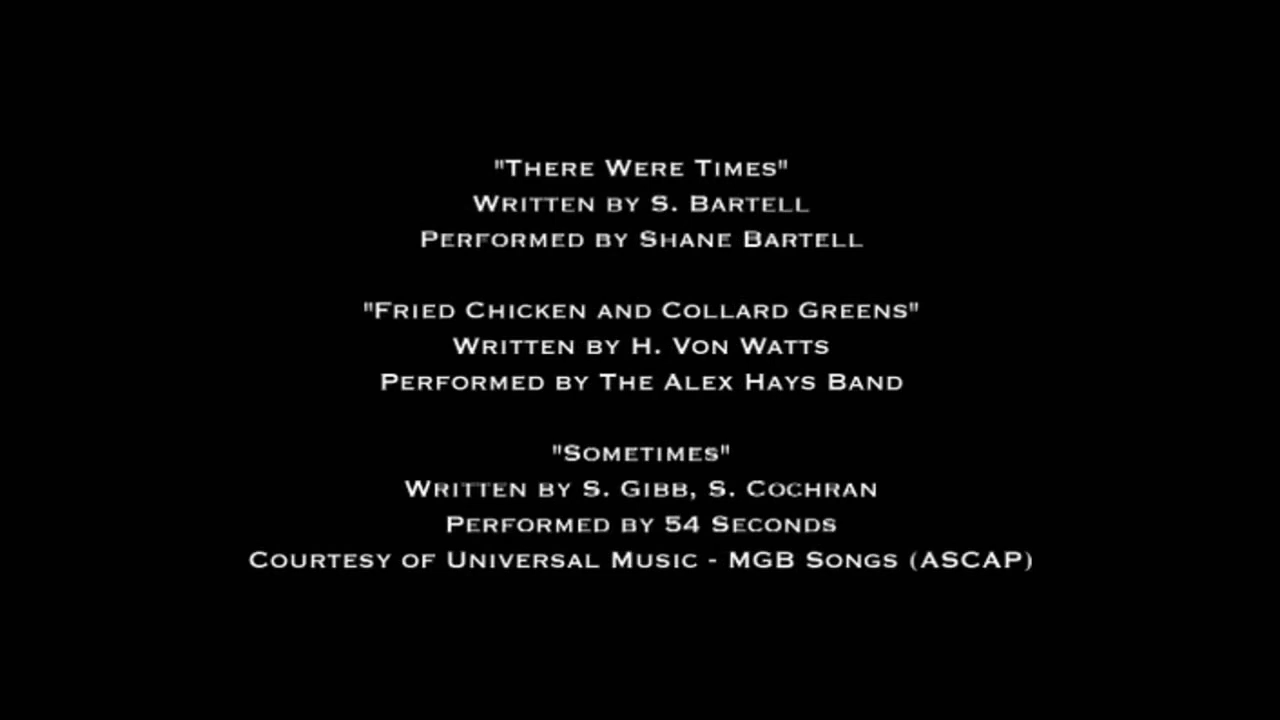 "There Were Times"
Written by S. Bartell
Performed by Shane Bartell
"Fried Chicken and Collard Greens"
Written by H. Von Watts
Performed by The Alex Hays Band
"Sometimes"
Written by S. Gibb, S. Cochran
Performed by 54 Seconds
Courtesy of Universal Music - MGB Songs (ASCAP)